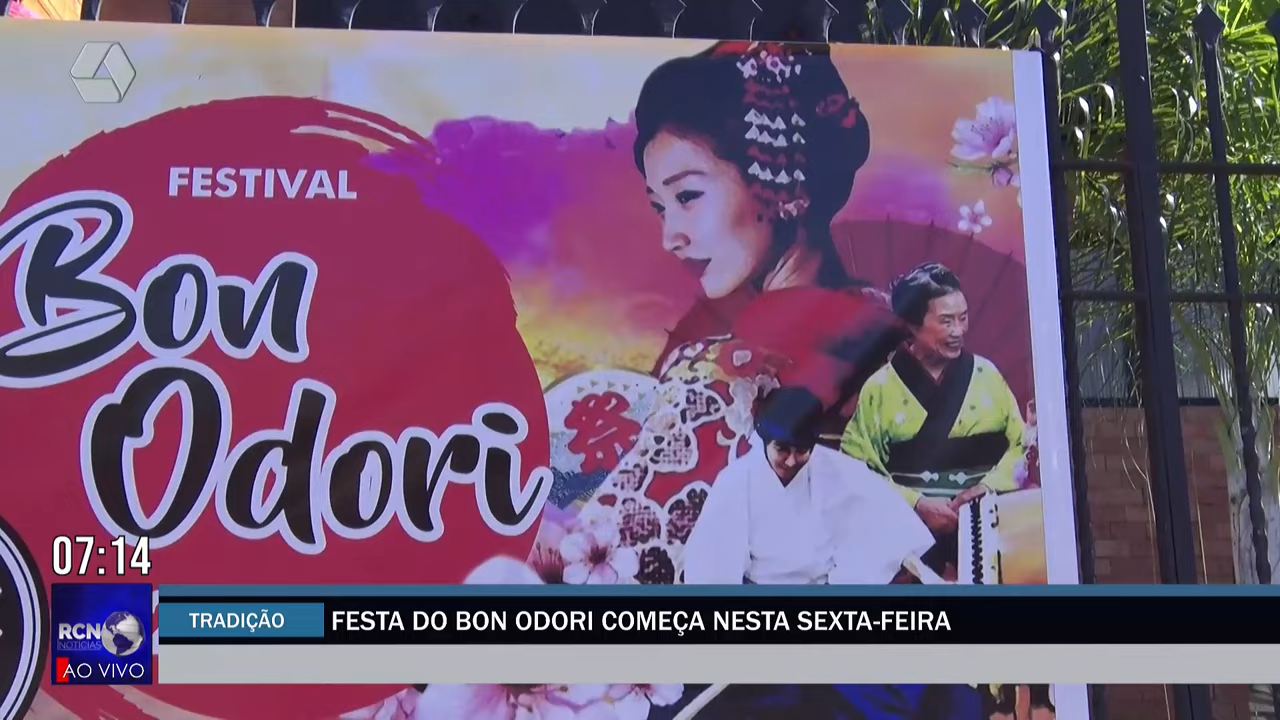 FESTIVAL
Bon
Odori
祭
07:14
TRADIÇÃO
FESTA DO BON ODORI COMEÇA NESTA SEXTA-FEIRA
RCN
NOTÍCIAS
AO VIVO